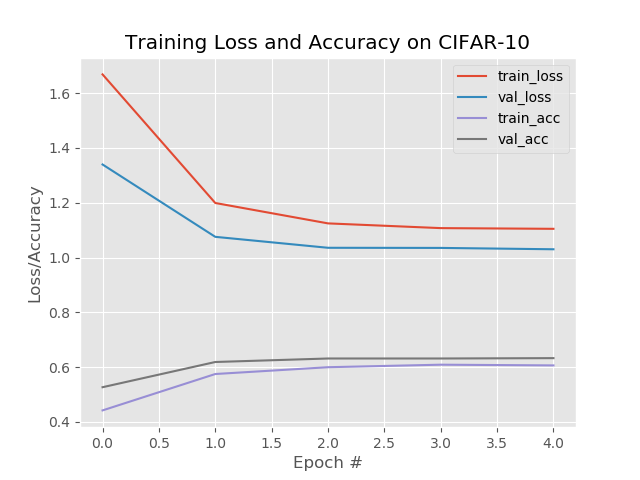 Training Loss and Accuracy on CIFAR-10
train_loss
val_loss
train_acc
val_acc
Loss/Accuracy
1.6
1.4
1.2
1.0
0.8
0.6
0.4
0.0 0.5 1.0 1.5 2.0 2.5 3.0 3.5 4.0
Epoch #